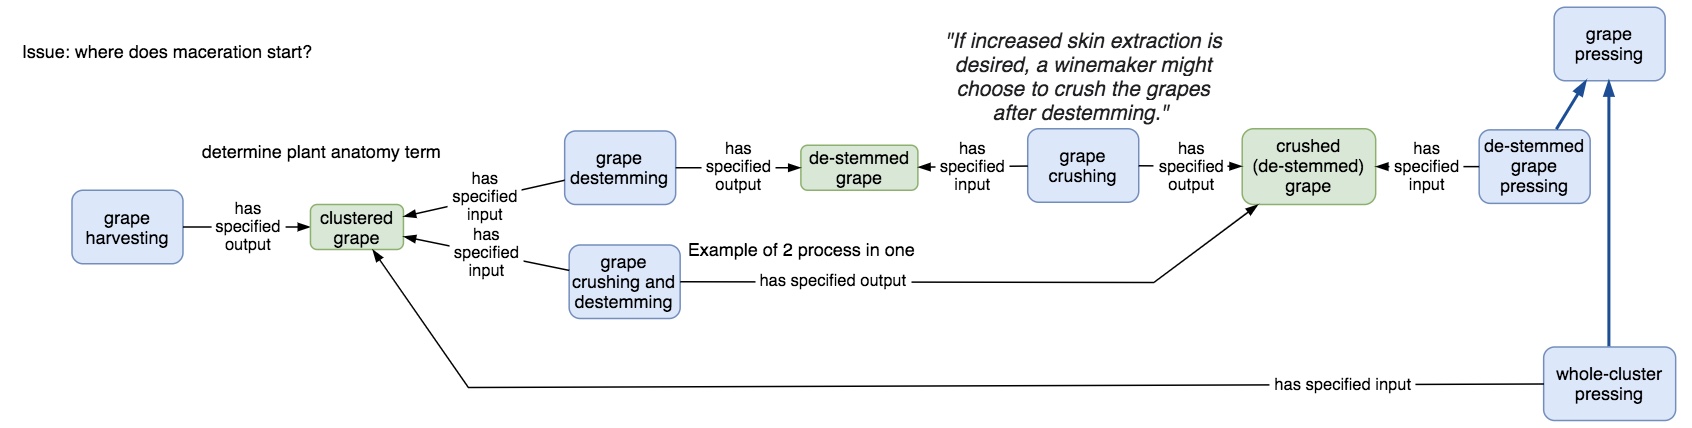 Issue: where does maceration start?
"If increased skin extraction is
desired, a winemaker might
choose to crush the grapes
after destemming."
grape
pressing
determine plant anatomy term
grape
harvesting
has
specified
output
clustered
grape
has
specified
input
grape
destemming
has
specified
output
de-stemmed
grape
has
specified
input
grape
crushing
has
specified
output
crushed
(de-stemmed)
grape
has
specified
input
de-stemmed
grape
pressing
has
specified
input
grape
crushing and
destemming
Example of 2 process in one
has specified output
has specified input
whole-cluster
pressing